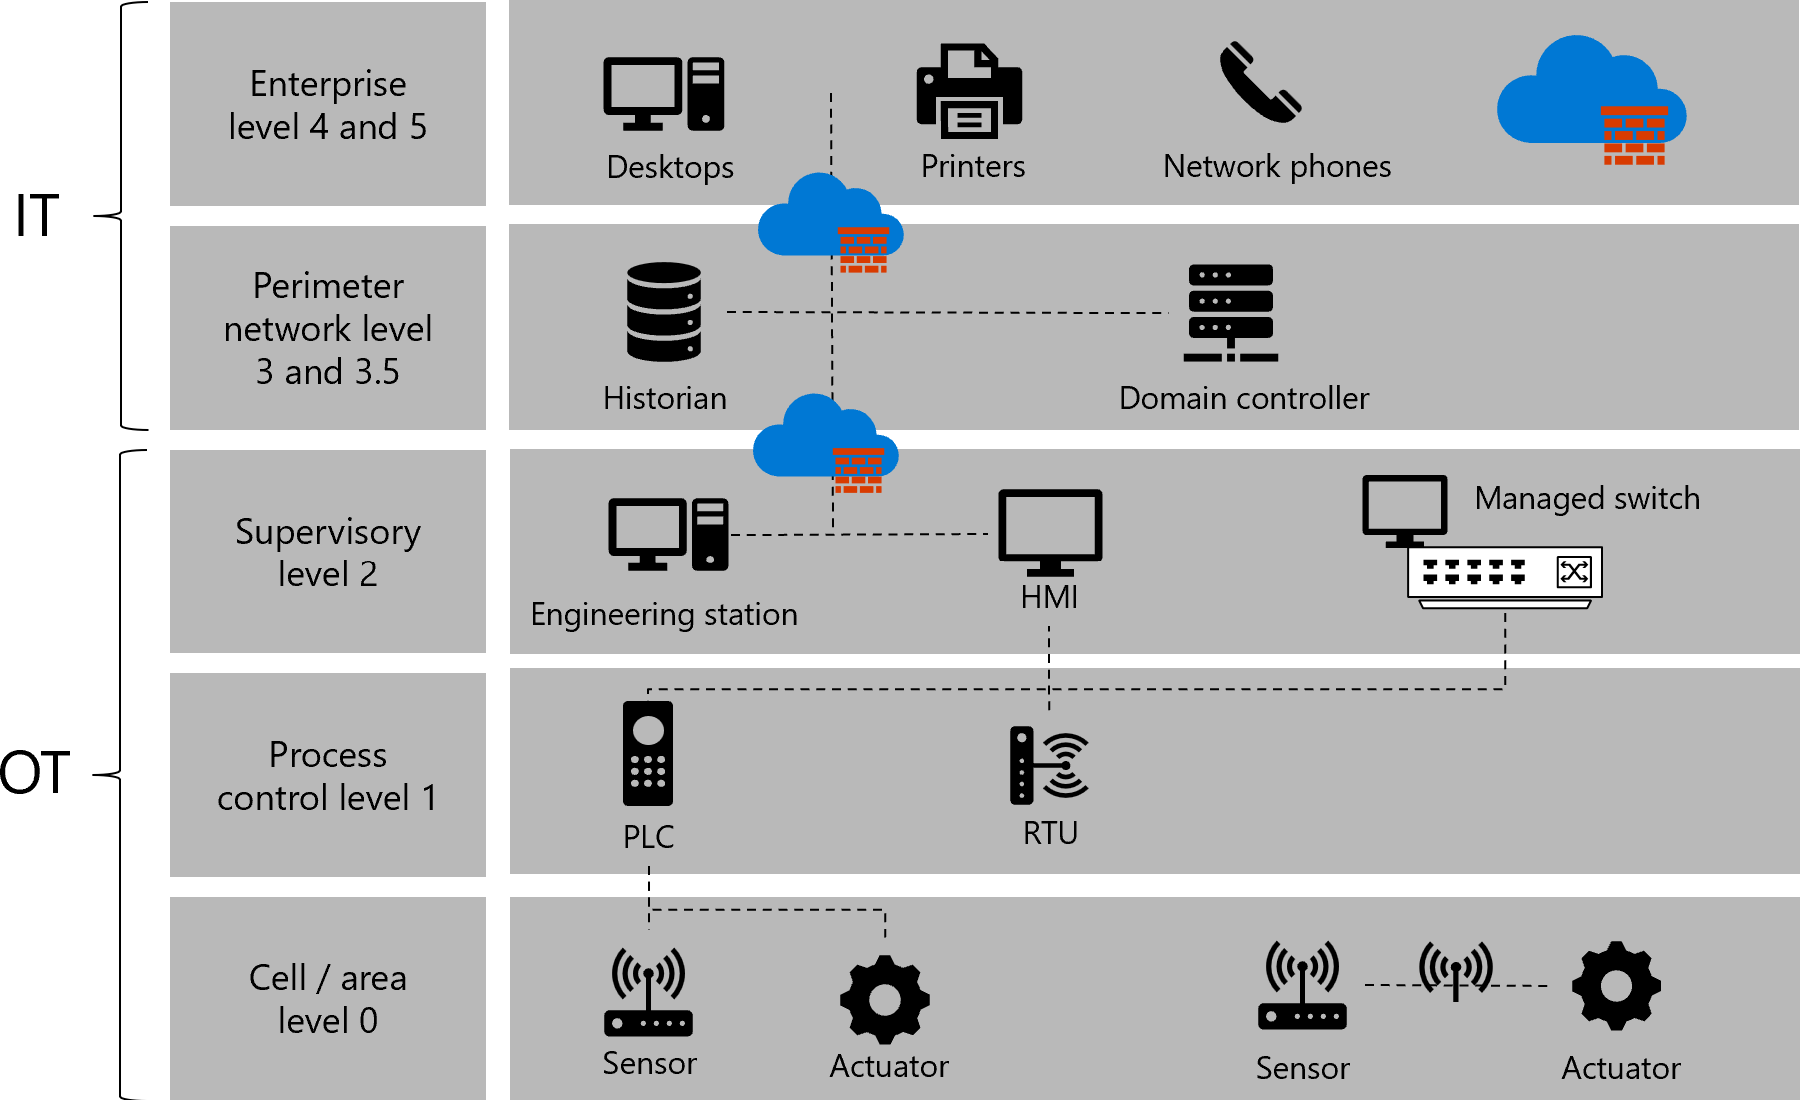 IT
Enterprise
level 4 and 5
Desktops
Printers
Network phones
Perimeter
network level
3 and 3.5
Historian
Domain controller
OT
Supervisory
level 2
Engineering station
HMI
Managed switch
Process
control level 1
PLC
RTU
Cell / area
level 0
Sensor
Actuator
Sensor
Actuator